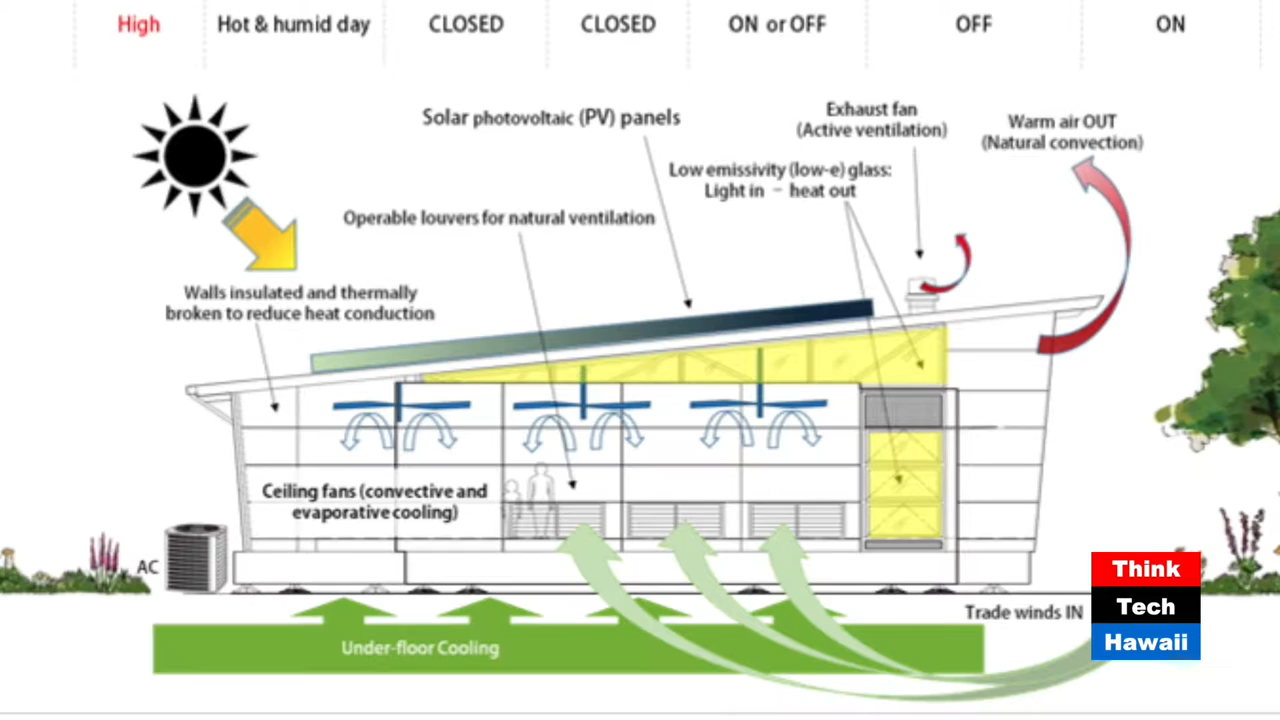 High Hot & humid day CLOSED CLOSED ON or OFF OFF ON
Solar photovoltaic (PV) panels
Exhaust fan
(Active ventilation)
Warm air OUT
(Natural convection)
Low emissivity (low-e) glass:
Light in – heat out
Operable louvers for natural ventilation
Walls insulated and thermally
broken to reduce heat conduction
Ceiling fans (convective and
evaporative cooling)
AC
Trade winds IN
Under-floor Cooling
Think
Tech
Hawaii